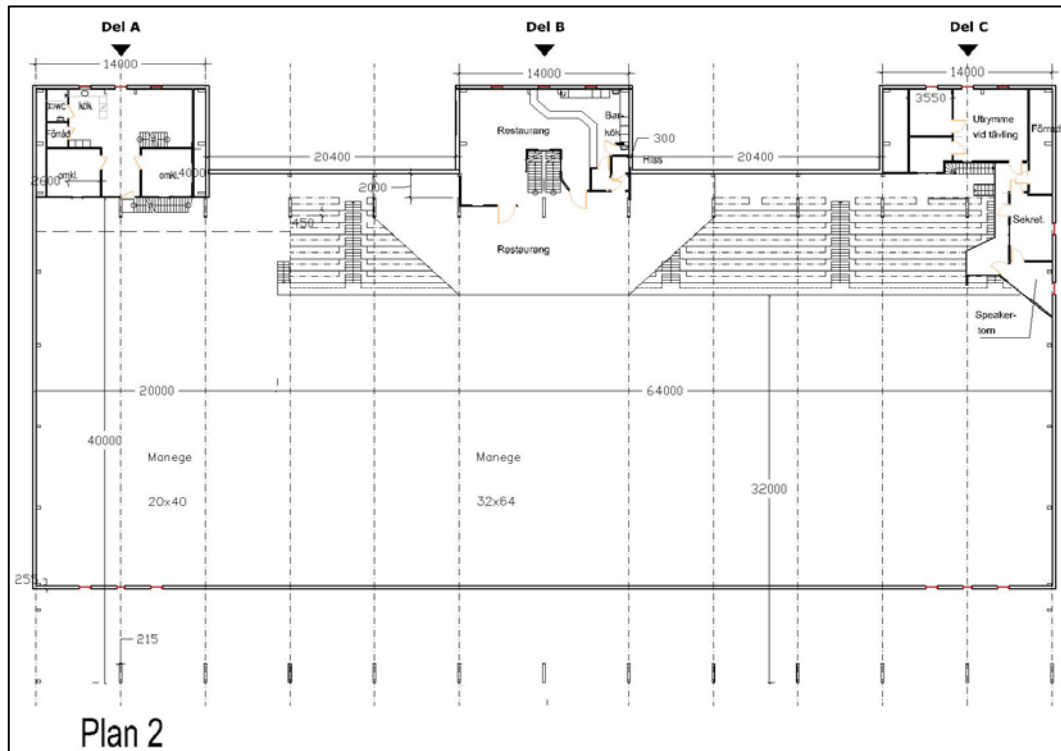 Del A
Del B
Del C
14000
14000
14000
wc
kök
Förråd
omkl.
omkl.
2600
4000
20400
2000
450
Restaurang
Bar-
kök
300
Hiss
Restaurang
20400
3550
Utrymme
vid tävling
Förråd
Sekret.
Speaker-
torn
20000
64000
40000
Manege
20x40
Manege
32x64
32000
255
215
Plan 2